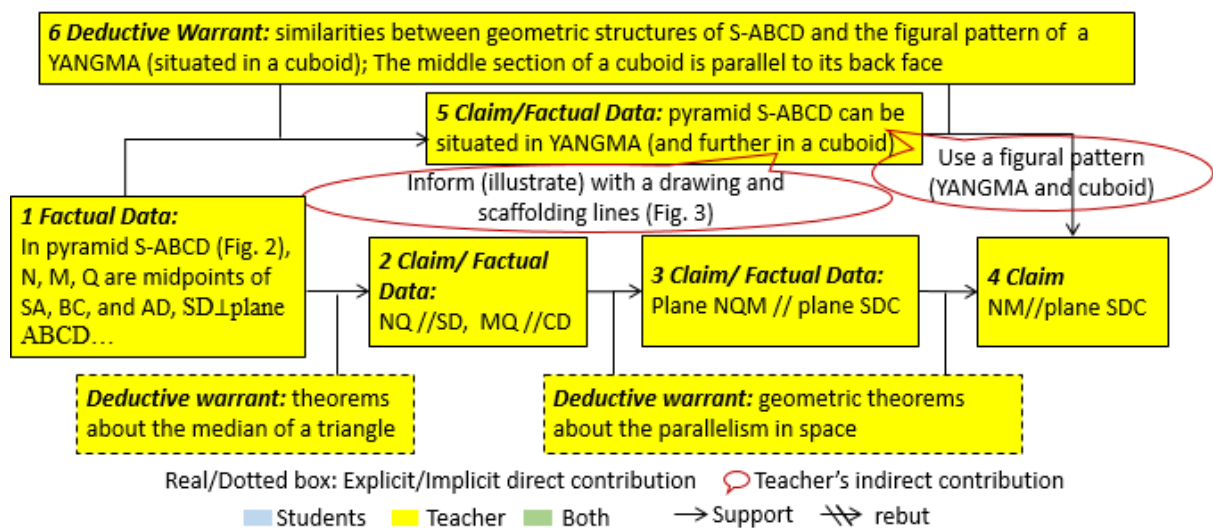 6 Deductive Warrant: similarities between geometric structures of S-ABCD and the figural pattern of a
YANGMA (situated in a cuboid); The middle section of a cuboid is parallel to its back face
5 Claim/Factual Data: pyramid S-ABCD can be
situated in YANGMA (and further in a cuboid)
Use a figural pattern
(YANGMA and cuboid)
Inform (illustrate) with a drawing and
scaffolding lines (Fig. 3)
1 Factual Data:
In pyramid S-ABCD (Fig. 2),
N, M, Q are midpoints of
SA, BC, and AD, SD⊥plane
ABCD…
2 Claim/ Factual
Data:
NQ //SD, MQ //CD
3 Claim/ Factual Data:
Plane NQM // plane SDC
4 Claim
NM//plane SDC
Deductive warrant: theorems
about the median of a triangle
Deductive warrant: geometric theorems
about the parallelism in space
Real/Dotted box: Explicit/Implicit direct contribution Teacher's indirect contribution
Students Teacher Both Support rebut